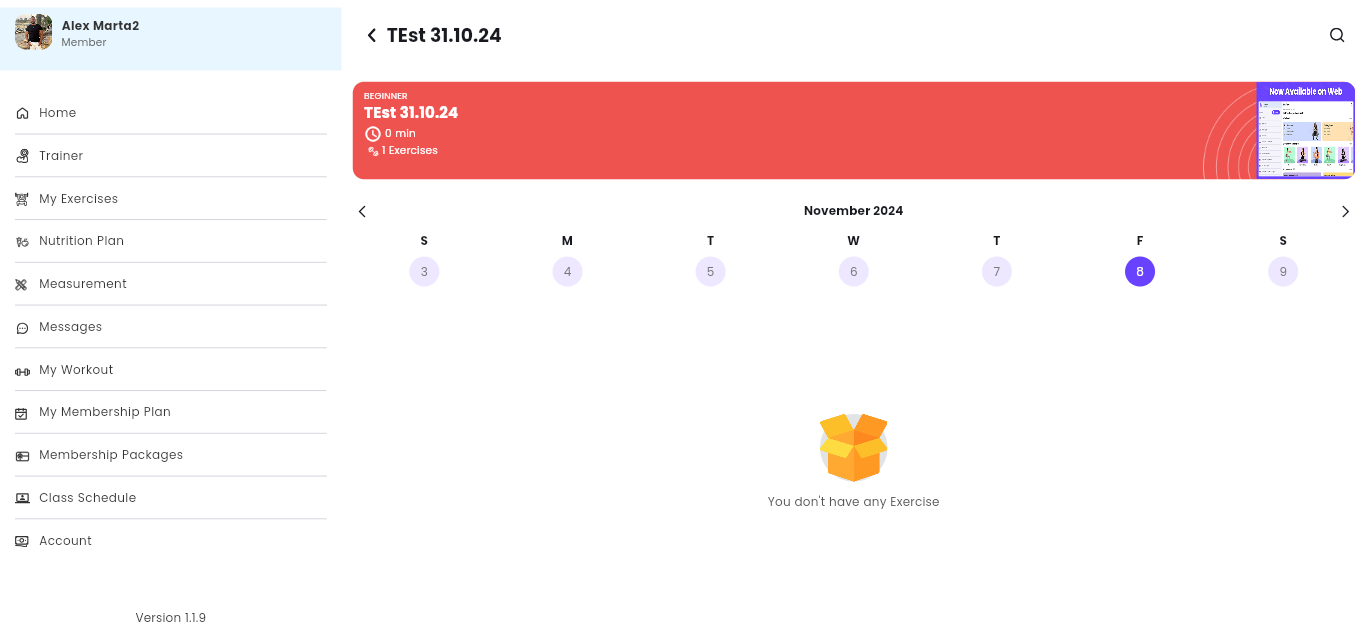 Alex Marta2
Member
Home
Trainer
My Exercises
Nutrition Plan
Measurement
Messages
My Workout
My Membership Plan
Membership Packages
Class Schedule
Account
Version 1.1.9
TEst 31.10.24
BEGINNER
TEst 31.10.24
0 min
1 Exercises
Now Available on Web
November 2024
S M T W T F S
3 4 5 6 7 8 9
You don't have any Exercise